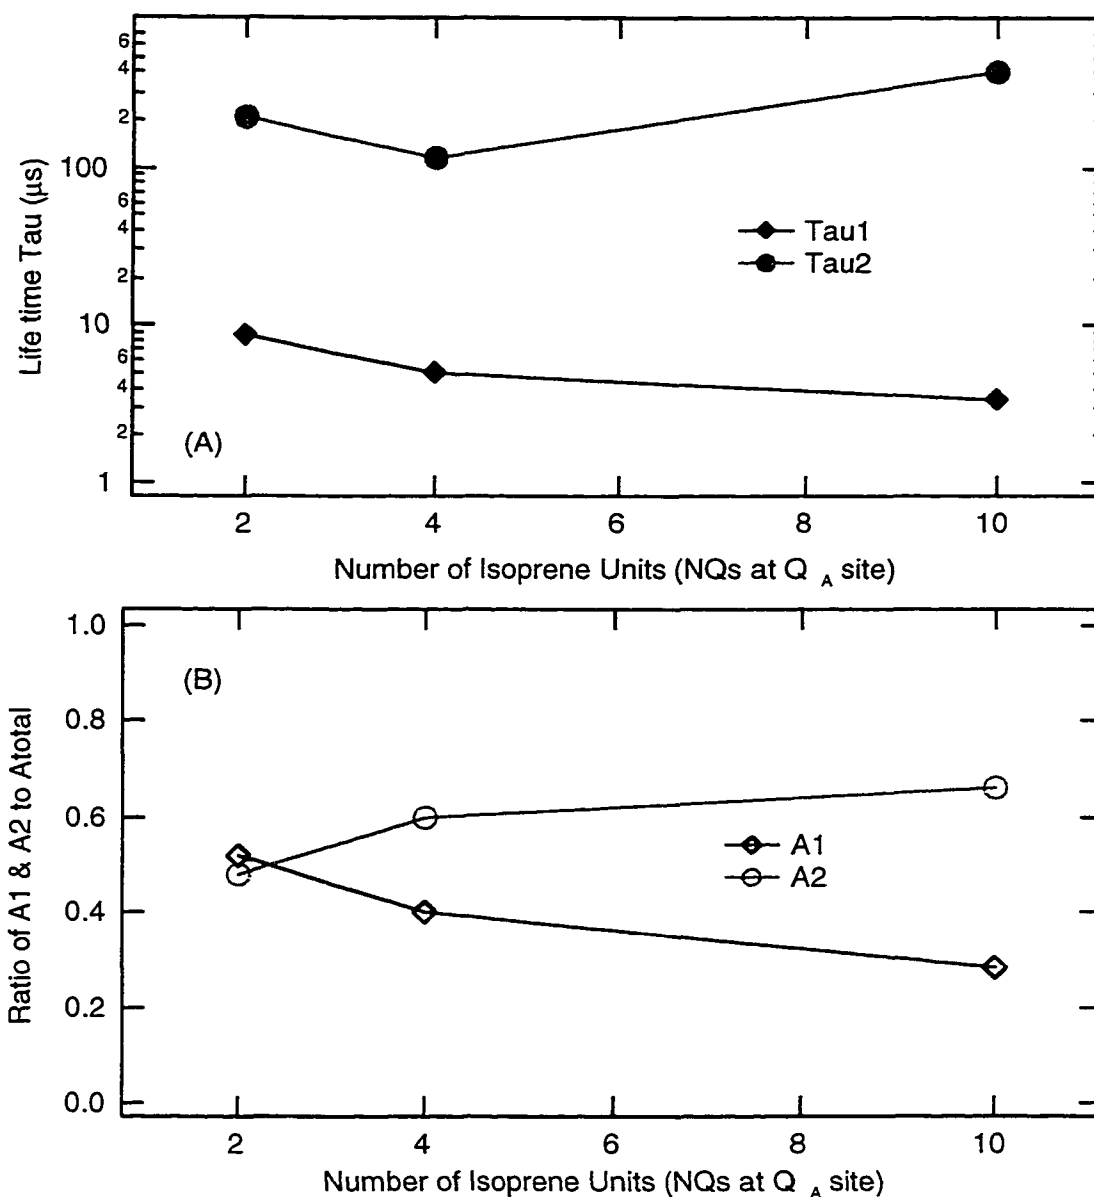 6
4
2
100
6
4
2
10
6
4
2
1
Life time Tau (µs)
Tau1
Tau2
(A)
2 4 6 8 10
Number of Isoprene Units (NQs at Q A site)
1.0
0.8
0.6
0.4
0.2
0.0
Ratio of A1 & A2 to Atotal
(B)
A1
A2
2 4 6 8 10
Number of Isoprene Units (NQs at Q A site)